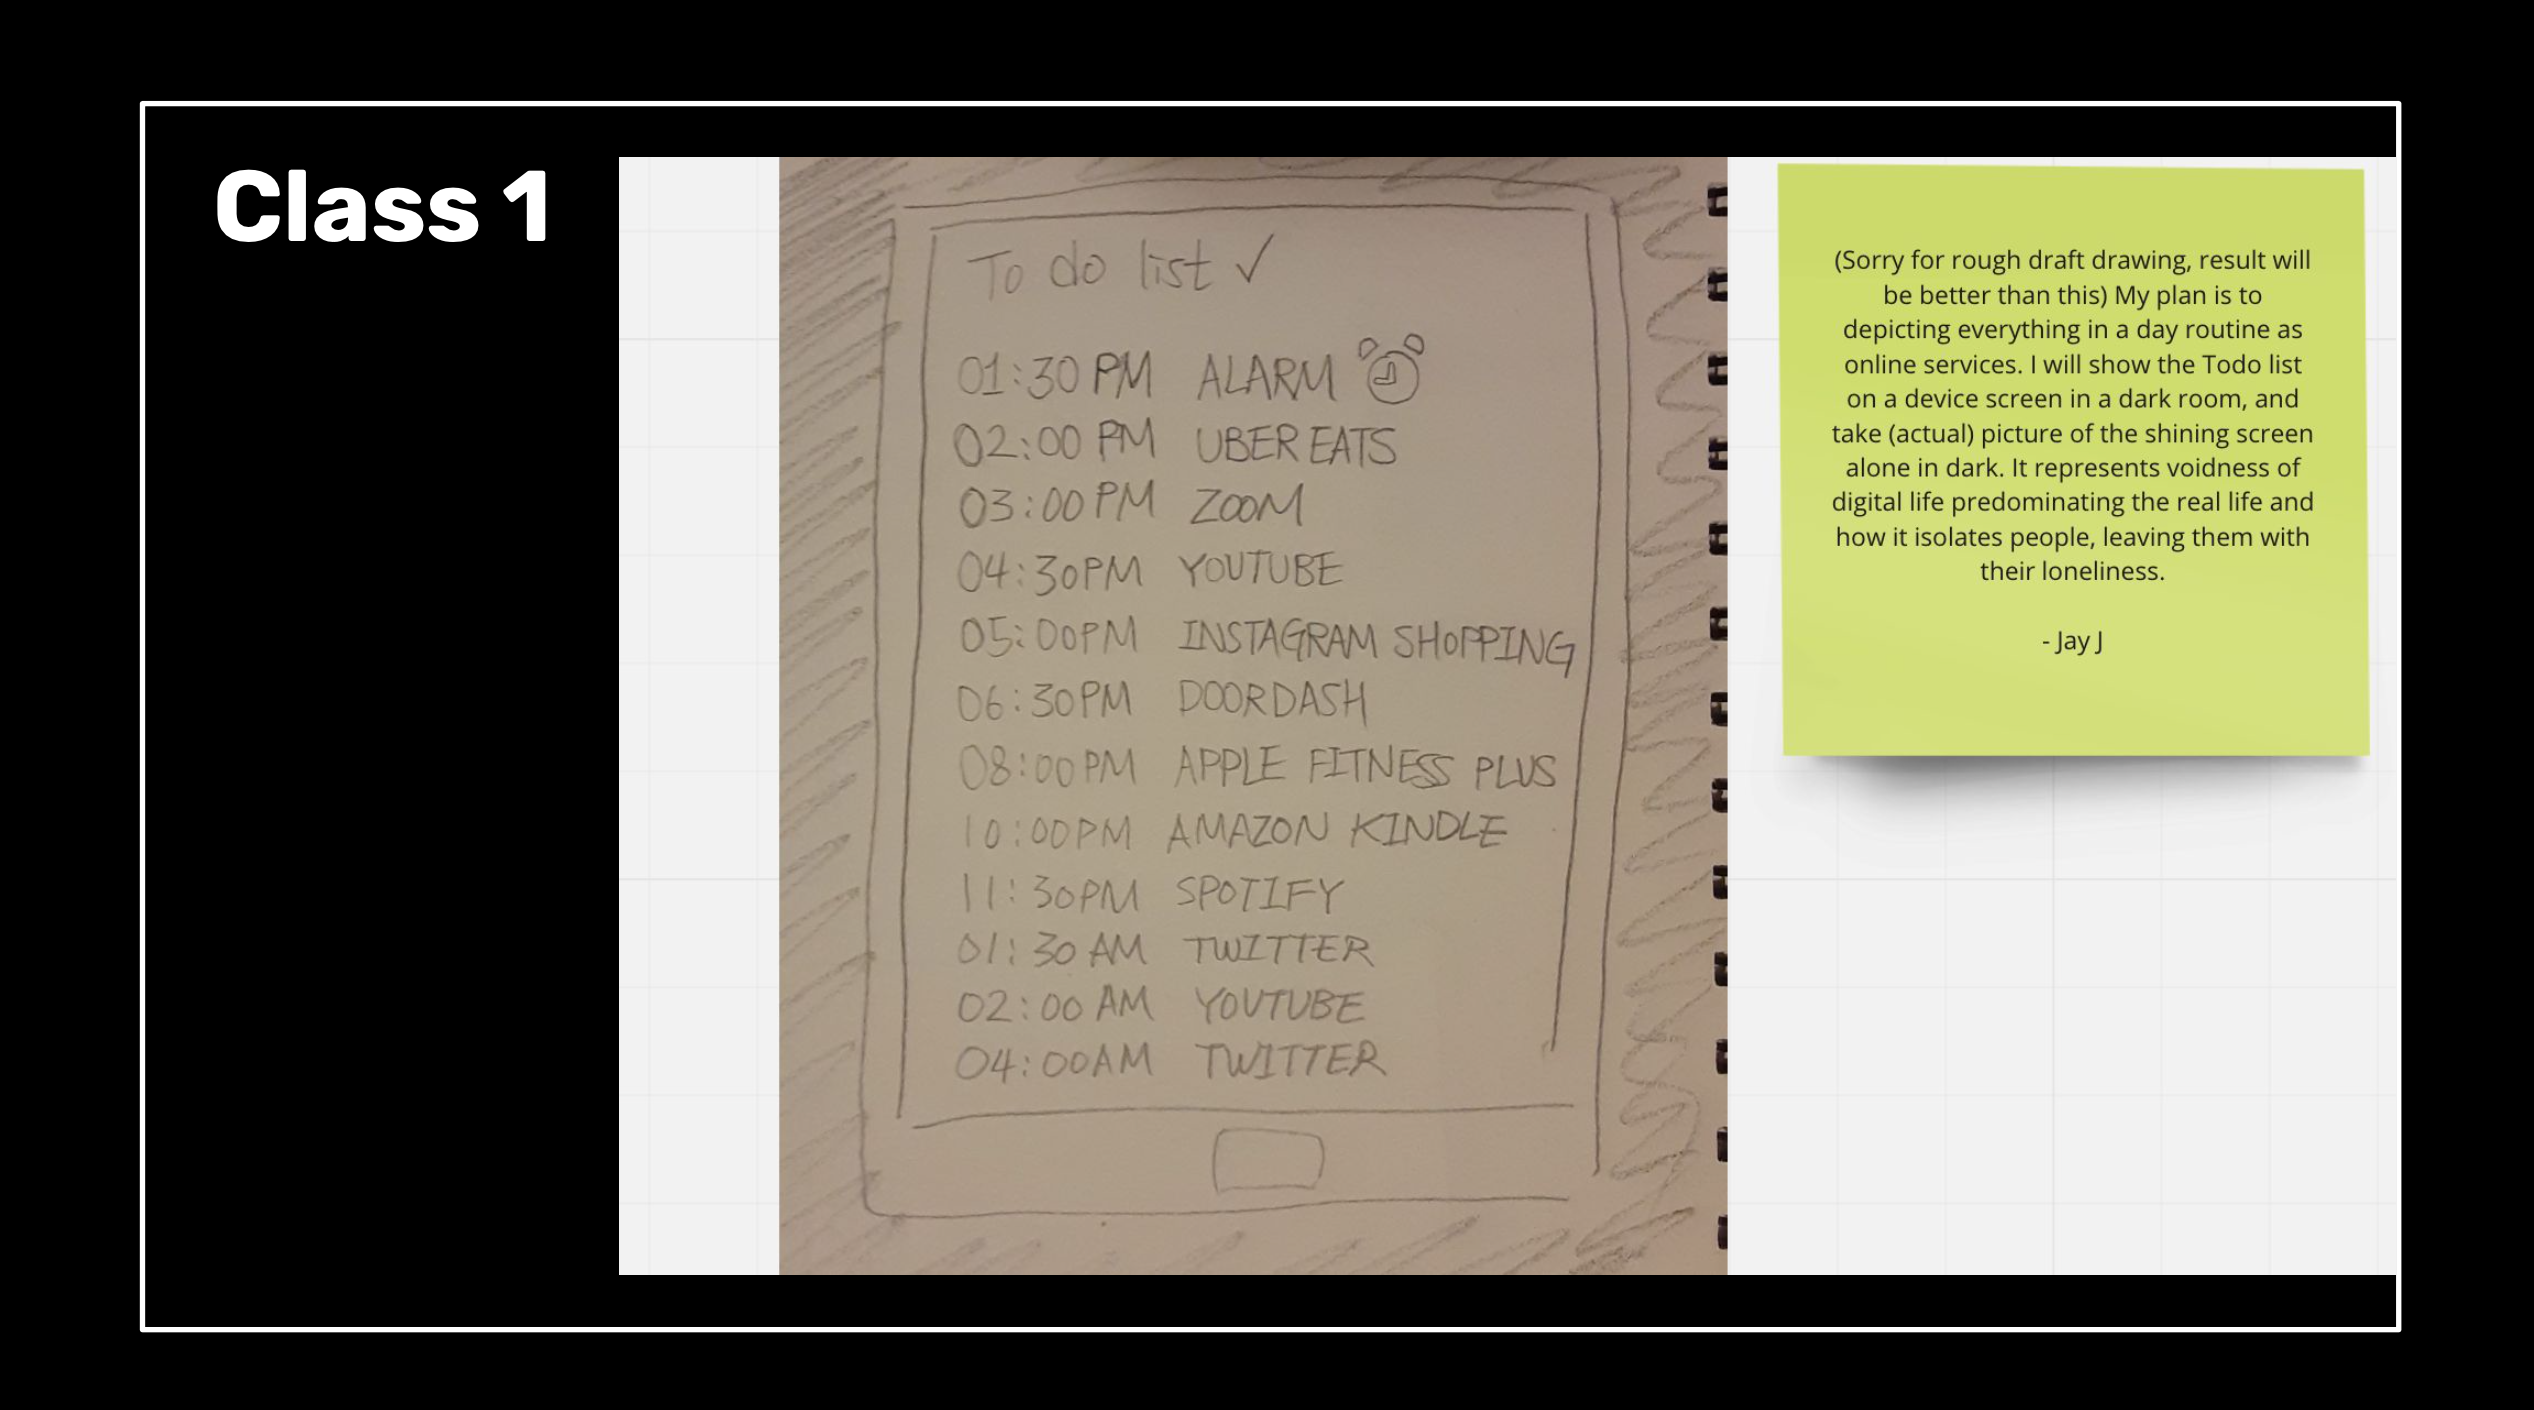 Class 1
To do list ✓
01:30 PM ALARM
02:00 PM UBER EATS
03:00 PM ZOOM
04:30PM YOUTUBE
05:00PM INSTAGRAM SHOPPING
06:30PM DOORDASH
08:00PM APPLE FITNESS PLUS
10:00PM AMAZON KINDLE
11:30PM SPOTIFY
01:30 AM TWITTER
02:00 AM YOUTUBE
04:00AM TWITTER
(Sorry for rough draft drawing, result will
be better than this) My plan is to
depicting everything in a day routine as
online services. I will show the Todo list
on a device screen in a dark room, and
take (actual) picture of the shining screen
alone in dark. It represents voidness of
digital life predominating the real life and
how it isolates people, leaving them with
their loneliness.
- Jay J